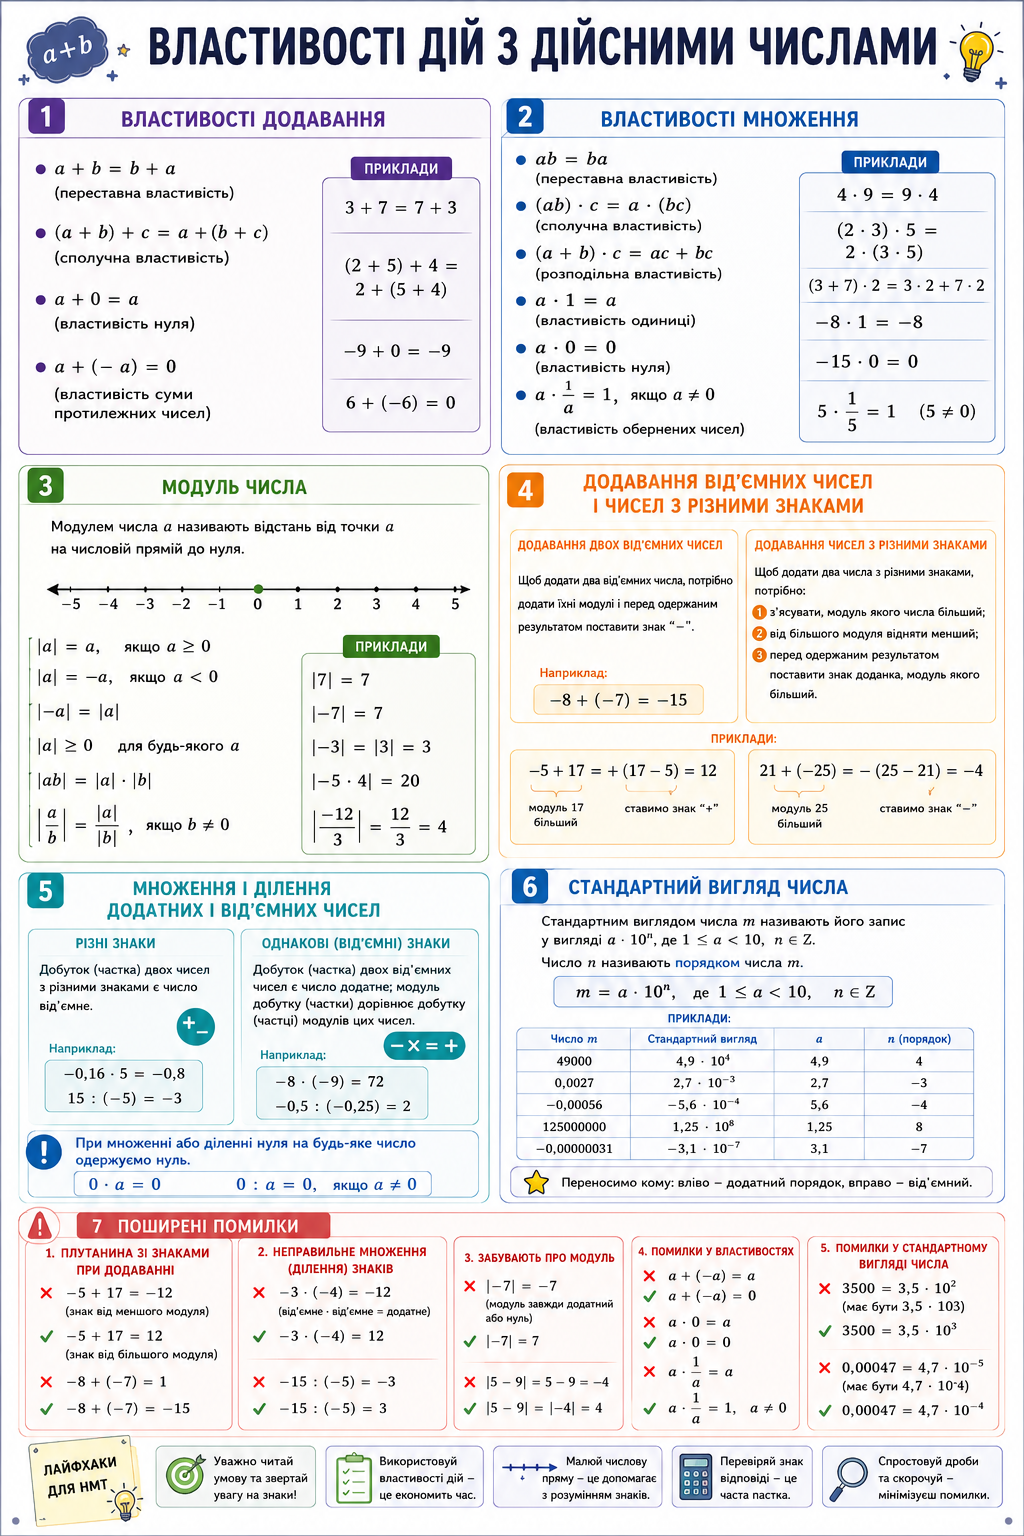 a+b
ВЛАСТИВОСТІ ДІЙ З ДІЙСНИМИ ЧИСЛАМИ
1 ВЛАСТИВОСТІ ДОДАВАННЯ
a + b = b + a
(переставна властивість)
(a + b) + c = a + (b + c)
(сполучна властивість)
a + 0 = a
(властивість нуля)
a + (− a) = 0
(властивість суми
протилежних чисел)
ПРИКЛАДИ
3 + 7 = 7 + 3
(2 + 5) + 4 =
2 + (5 + 4)
−9 + 0 = −9
6 + (−6) = 0
2 ВЛАСТИВОСТІ МНОЖЕННЯ
ab = ba
(переставна властивість)
(ab) · c = a · (bc)
(сполучна властивість)
(a + b) · c = ac + bc
(розподільна властивість)
a · 1 = a
(властивість одиниці)
a · 0 = 0
(властивість нуля)
a · 1/a = 1, якщо a ≠ 0
(властивість обернених чисел)
ПРИКЛАДИ
4 · 9 = 9 · 4
(2 · 3) · 5 =
2 · (3 · 5)
(3 + 7) · 2 = 3 · 2 + 7 · 2
−8 · 1 = −8
−15 · 0 = 0
5 · 1/5 = 1 (5 ≠ 0)
3 МОДУЛЬ ЧИСЛА
Модулем числа a називають відстань від точки a
на числовій прямій до нуля.
−5 −4 −3 −2 −1 0 1 2 3 4 5
|a| = a, якщо a ≥ 0
|a| = −a, якщо a < 0
|−a| = |a|
|a| ≥ 0 для будь-якого a
|ab| = |a| · |b|
|a/b| = |a|/|b| , якщо b ≠ 0
ПРИКЛАДИ
|7| = 7
|−7| = 7
|−3| = |3| = 3
|−5 · 4| = 20
|−12/3| = 12/3 = 4
4 ДОДАВАННЯ ВІД’ЄМНИХ ЧИСЕЛ
І ЧИСЕЛ З РІЗНИМИ ЗНАКАМИ
ДОДАВАННЯ ДВОХ ВІД’ЄМНИХ ЧИСЕЛ
Щоб додати два від’ємних числа, потрібно
додати їхні модулі і перед одержаним
результатом поставити знак “−”.
Наприклад:
−8 + (−7) = −15
ДОДАВАННЯ ЧИСЕЛ З РІЗНИМИ ЗНАКАМИ
Щоб додати два числа з різними знаками,
потрібно:
1 з’ясувати, модуль якого числа більший;
2 від більшого модуля відняти менший;
3 перед одержаним результатом
поставити знак доданка, модуль якого
більший.
ПРИКЛАДИ:
−5 + 17 = + (17 − 5) = 12
модуль 17
більший
ставимо знак “+”
21 + (−25) = − (25 − 21) = −4
модуль 25
більший
ставимо знак “−”
5 МНОЖЕННЯ І ДІЛЕННЯ
ДОДАТНИХ І ВІД’ЄМНИХ ЧИСЕЛ
РІЗНІ ЗНАКИ
Добуток (частка) двох чисел
з різними знаками є число
від’ємне.
+−
Наприклад:
−0,16 · 5 = −0,8
15 : (−5) = −3
ОДНАКОВІ (ВІД’ЄМНІ) ЗНАКИ
Добуток (частка) двох від’ємних
чисел є число додатне; модуль
добутку (частки) дорівнює добутку
(частці) модулів цих чисел.
− × = +
Наприклад:
−8 · (−9) = 72
−0,5 : (−0,25) = 2
!
При множенні або діленні нуля на будь-яке число
одержуємо нуль.
0 · a = 0 0 : a = 0, якщо a ≠ 0
6 СТАНДАРТНИЙ ВИГЛЯД ЧИСЛА
Стандартним виглядом числа m називають його запис
у вигляді a · 10ⁿ, де 1 ≤ a < 10, n ∈ Z.
Число n називають порядком числа m.
m = a · 10ⁿ, де 1 ≤ a < 10, n ∈ Z
ПРИКЛАДИ:
Число m Стандартний вигляд a n (порядок)
49000 4,9 · 10⁴ 4,9 4
0,0027 2,7 · 10⁻³ 2,7 −3
−0,00056 −5,6 · 10⁻⁴ 5,6 −4
125000000 1,25 · 10⁸ 1,25 8
−0,00000031 −3,1 · 10⁻⁷ 3,1 −7
Переносимо кому: вліво – додатний порядок, вправо – від’ємний.
!
7 ПОШИРЕНІ ПОМИЛКИ
1. ПЛУТАНИНА ЗІ ЗНАКАМИ
ПРИ ДОДАВАННІ
−5 + 17 = −12
(знак від меншого модуля)
−5 + 17 = 12
(знак від більшого модуля)
−8 + (−7) = 1
−8 + (−7) = −15
2. НЕПРАВИЛЬНЕ МНОЖЕННЯ
(ДІЛЕННЯ) ЗНАКІВ
−3 · (−4) = −12
(від’ємне · від’ємне = додатне)
−3 · (−4) = 12
−15 : (−5) = −3
−15 : (−5) = 3
3. ЗАБУВАЮТЬ ПРО МОДУЛЬ
|−7| = −7
(модуль завжди додатний
або нуль)
|−7| = 7
|5 − 9| = 5 − 9 = −4
|5 − 9| = |−4| = 4
4. ПОМИЛКИ У ВЛАСТИВОСТЯХ
a + (−a) = a
a + (−a) = 0
a · 0 = a
a · 0 = 0
a · 1/a = a
a · 1/a = 1, a ≠ 0
5. ПОМИЛКИ У СТАНДАРТНОМУ
ВИГЛЯДІ ЧИСЛА
3500 = 3,5 · 10²
(має бути 3,5 · 103)
3500 = 3,5 · 10³
0,00047 = 4,7 · 10⁻⁵
(має бути 4,7 · 10⁻4)
0,00047 = 4,7 · 10⁻⁴
ЛАЙФХАКИ
ДЛЯ НМТ
Уважно читай
умову та звертай
увагу на знаки!
Використовуй
властивості дій –
це економить час.
Малюй числову
пряму – це допомагає
з розумінням знаків.
Перевіряй знак
відповіді – це
часта пастка.
Спростовуй дроби
та скорочуй –
мінімізуєш помилки.